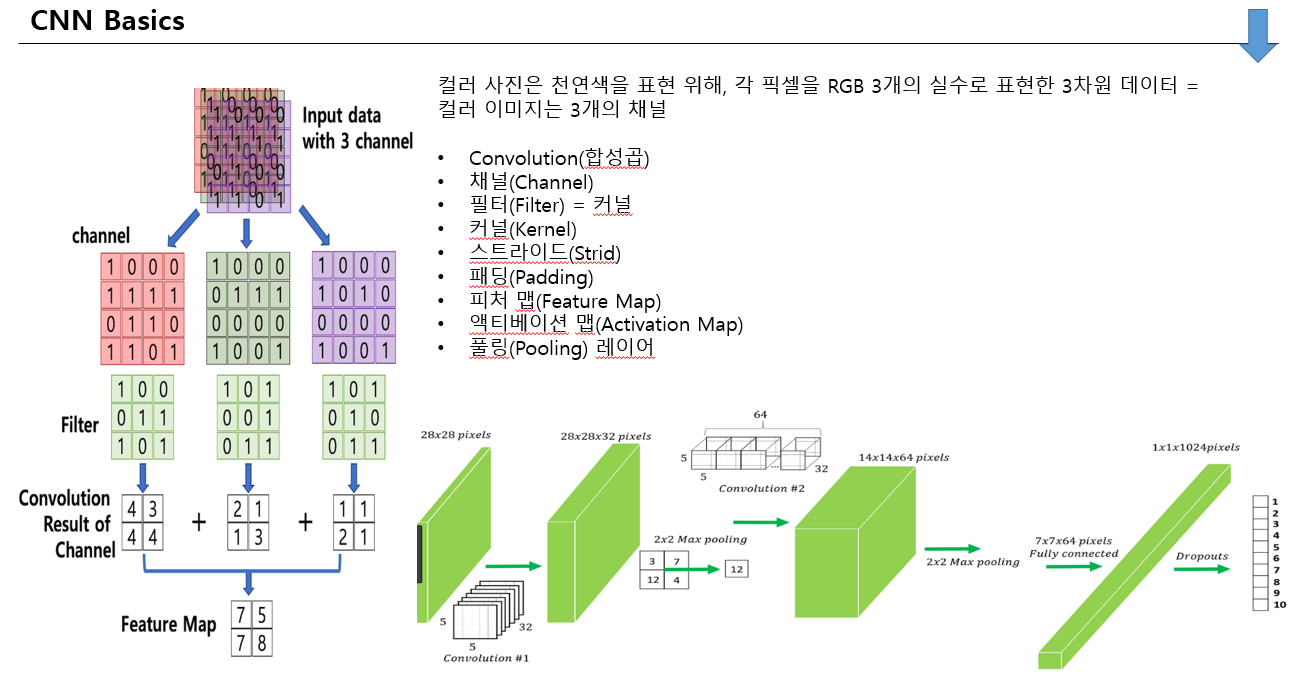 CNN Basics
컬러 사진은 천연색을 표현 위해, 각 픽셀을 RGB 3개의 실수로 표현한 3차원 데이터 =
컬러 이미지는 3개의 채널
• Convolution(합성곱)
• 채널(Channel)
• 필터(Filter) = 커널
• 커널(Kernel)
• 스트라이드(Strid)
• 패딩(Padding)
• 피처 맵(Feature Map)
• 액티베이션 맵(Activation Map)
• 풀링(Pooling) 레이어
Input data
with 3 channel
channel
1 0 0 0 1 0 0 0 1 0 0 0
1 1 1 1 0 1 1 1 1 0 1 0
0 1 1 0 0 0 0 0 0 0 0 0
1 1 0 1 1 0 0 1 1 0 0 1
Filter
1 0 0 1 0 1 1 0 1
0 1 1 0 0 1 0 1 0
1 0 1 0 1 1 0 1 1
Convolution
Result of
Channel
4 3 + 2 1 + 1 1
4 4 1 3 2 1
Feature Map
7 5
7 8
28x28 pixels
5
5
32
Convolution #1
28x28x32 pixels
2x2 Max pooling
3 7
12 4
12
64
5
5
...
32
Convolution #2
14x14x64 pixels
2x2 Max pooling
7x7x64 pixels
Fully connected
1x1x1024pixels
Dropouts
1
2
3
4
5
6
7
8
9
10